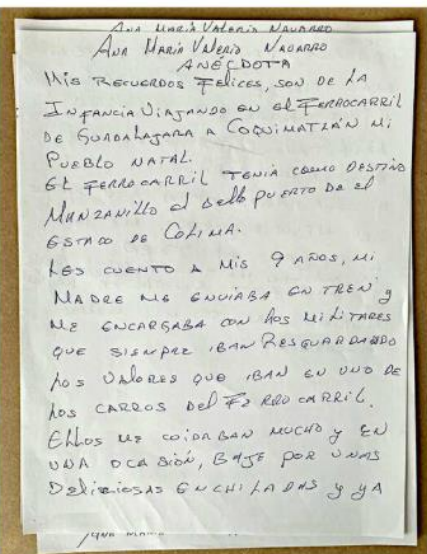 Ana María Valerio Navarro
Ana María Valerio Navarro
Anécdota
Mis recuerdos felices, son de la
infancia viajando en el ferrocarril
de Guadalajara a Coquimatlán mi
pueblo natal.
El ferrocarril tenia como destino
Manzanillo el bello puerto de el
estado de Colima.
Les cuento a mis 9 años, mi
madre me enviaba en tren y
me encargaba con los militares
que siempre iban resguardando
los valores que iban en uno de
los carros del ferrocarril.
Ellos me cuidaban mucho y en
una ocasión, baje por unas
deliciosas enchiladas y ya